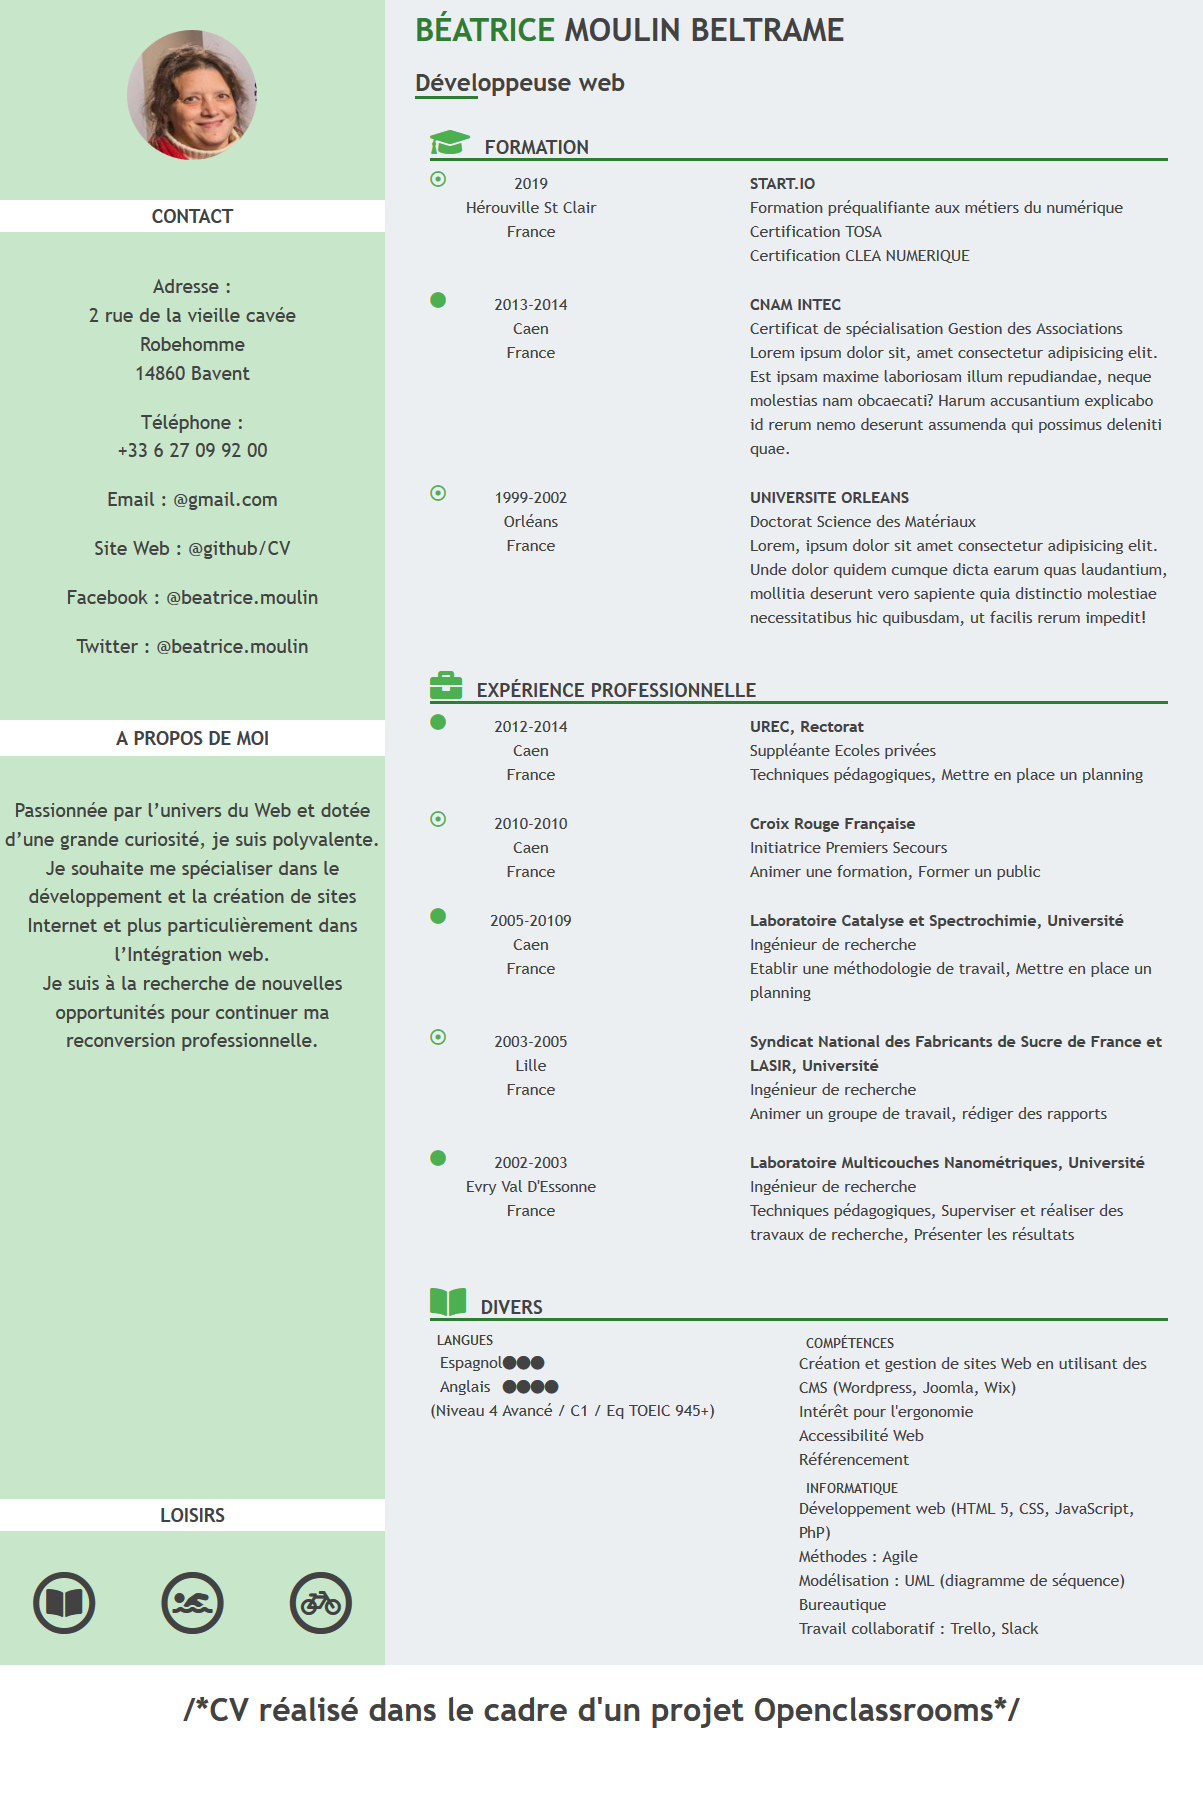 CONTACT
Adresse :
2 rue de la vieille cavée
Robehomme
14860 Bavent
Téléphone :
+33 6 27 09 92 00
Email : @gmail.com
Site Web : @github/CV
Facebook : @beatrice.moulin
Twitter : @beatrice.moulin
A PROPOS DE MOI
Passionnée par l’univers du Web et dotée
d’une grande curiosité, je suis polyvalente.
Je souhaite me spécialiser dans le
développement et la création de sites
Internet et plus particulièrement dans
l’Intégration web.
Je suis à la recherche de nouvelles
opportunités pour continuer ma
reconversion professionnelle.
LOISIRS
BÉATRICE MOULIN BELTRAME
Développeuse web
FORMATION
2019
Hérouville St Clair
France
START.IO
Formation préqualifiante aux métiers du numérique
Certification TOSA
Certification CLEA NUMERIQUE
2013-2014
Caen
France
CNAM INTEC
Certificat de spécialisation Gestion des Associations
Lorem ipsum dolor sit, amet consectetur adipisicing elit.
Est ipsam maxime laboriosam illum repudiandae, neque
molestias nam obcaecati? Harum accusantium explicabo
id rerum nemo deserunt assumenda qui possimus deleniti
quae.
1999-2002
Orléans
France
UNIVERSITE ORLEANS
Doctorat Science des Matériaux
Lorem, ipsum dolor sit amet consectetur adipisicing elit.
Unde dolor quidem cumque dicta earum quas laudantium,
mollitia deserunt vero sapiente quia distinctio molestiae
necessitatibus hic quibusdam, ut facilis rerum impedit!
EXPÉRIENCE PROFESSIONNELLE
2012-2014
Caen
France
UREC, Rectorat
Suppléante Ecoles privées
Techniques pédagogiques, Mettre en place un planning
2010-2010
Caen
France
Croix Rouge Française
Initiatrice Premiers Secours
Animer une formation, Former un public
2005-20109
Caen
France
Laboratoire Catalyse et Spectrochimie, Université
Ingénieur de recherche
Etablir une méthodologie de travail, Mettre en place un
planning
2003-2005
Lille
France
Syndicat National des Fabricants de Sucre de France et
LASIR, Université
Ingénieur de recherche
Animer un groupe de travail, rédiger des rapports
2002-2003
Evry Val D'Essonne
France
Laboratoire Multicouches Nanométriques, Université
Ingénieur de recherche
Techniques pédagogiques, Superviser et réaliser des
travaux de recherche, Présenter les résultats
DIVERS
LANGUES
Espagnol
Anglais
(Niveau 4 Avancé / C1 / Eq TOEIC 945+)
COMPÉTENCES
Création et gestion de sites Web en utilisant des
CMS (Wordpress, Joomla, Wix)
Intérêt pour l'ergonomie
Accessibilité Web
Référencement
INFORMATIQUE
Développement web (HTML 5, CSS, JavaScript,
PhP)
Méthodes : Agile
Modélisation : UML (diagramme de séquence)
Bureautique
Travail collaboratif : Trello, Slack
/*CV réalisé dans le cadre d'un projet Openclassrooms*/